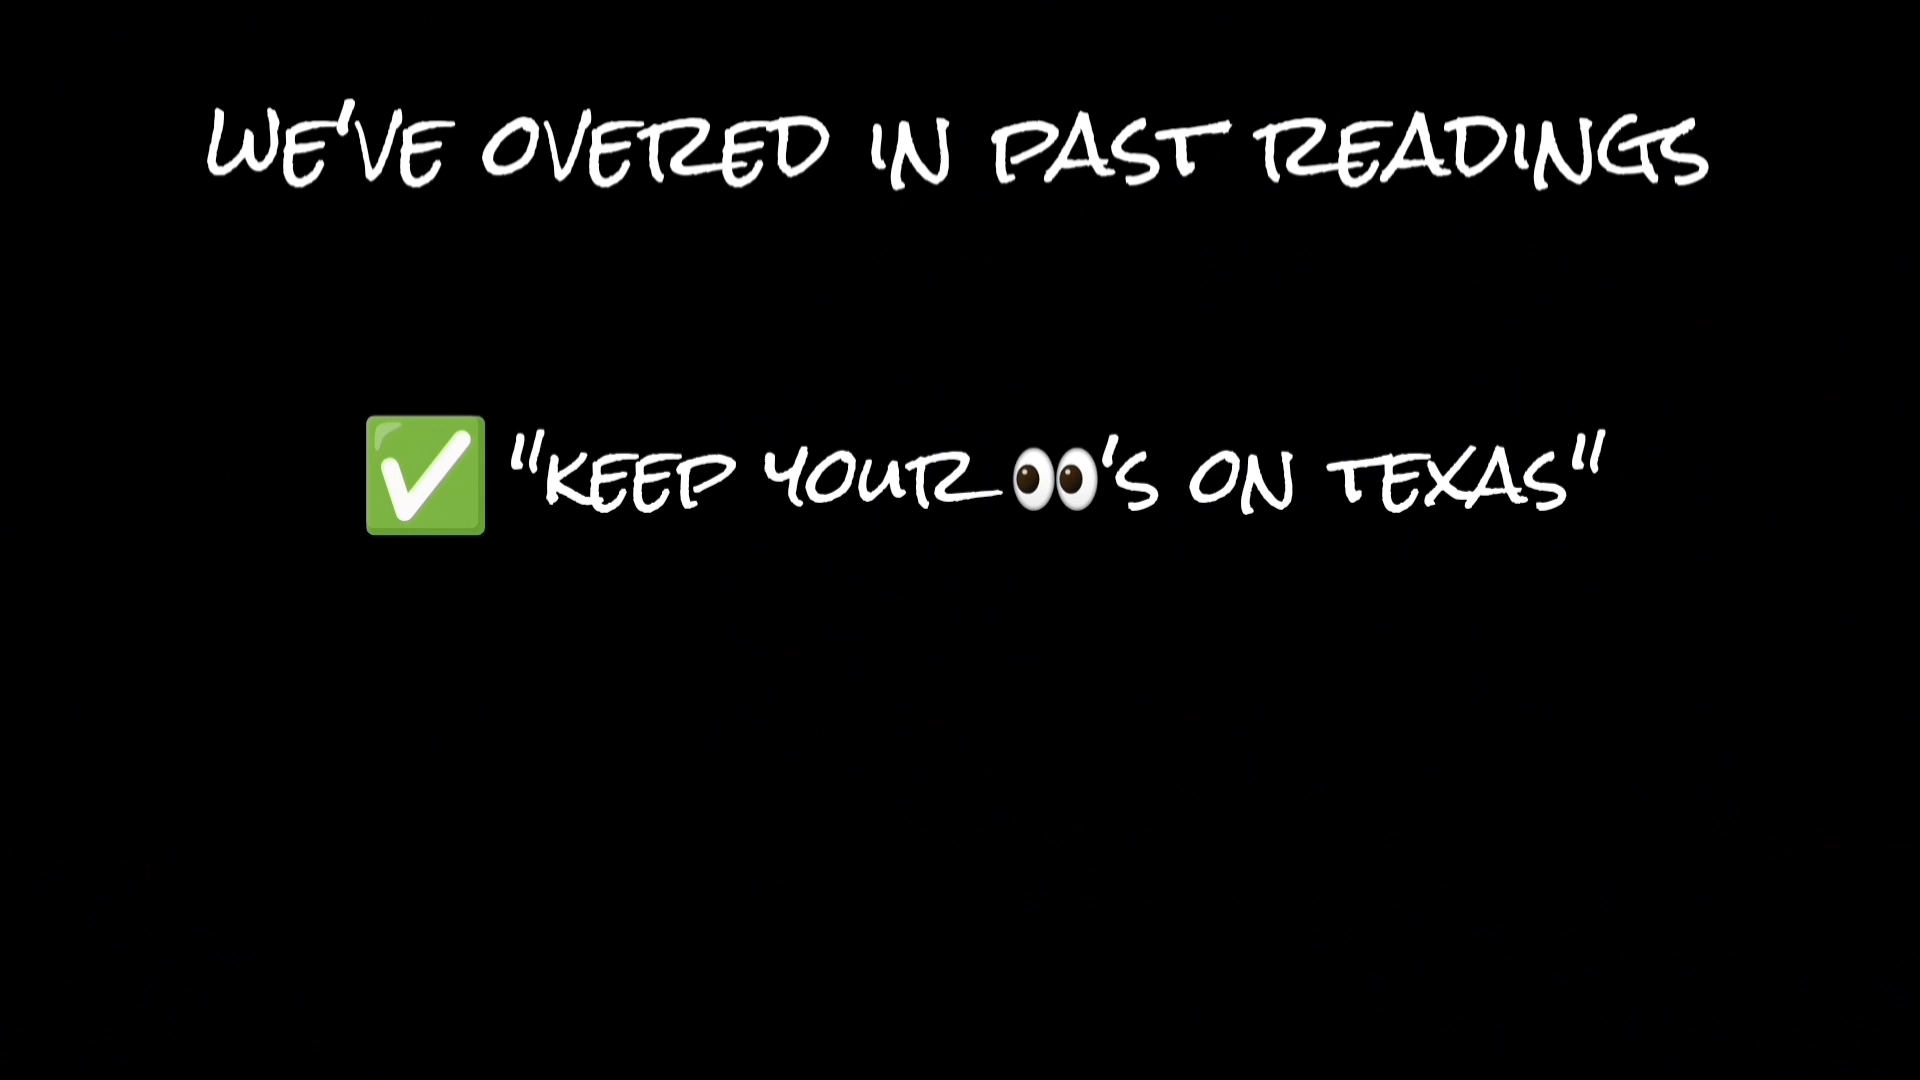 WE'VE OVERED IN PAST READINGS
✅ "KEEP YOUR 👀'S ON TEXAS"